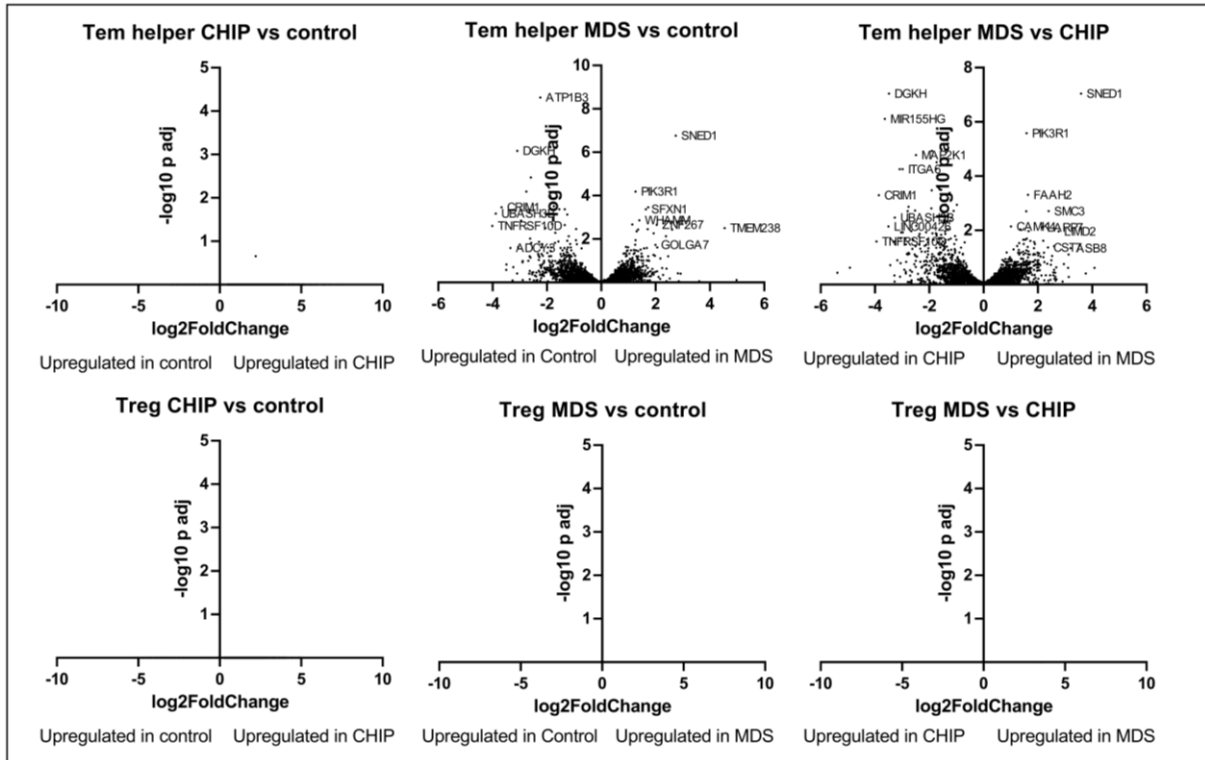 Tem helper CHIP vs control
5
4
3
2
1
-log10 p adj
-10 -5 0 5 10
log2FoldChange
Upregulated in control Upregulated in CHIP
Tem helper MDS vs control
10
8
6
4
2
ATP1B3
SNED1
DGKH
PIK3R1
CRIM1
SFXN1
WHAMM
ZNF267
TMEM238
TNFRSF10D
ADCY3
GOLGA7
-6 -4 -2 0 2 4 6
log2FoldChange
Upregulated in Control Upregulated in MDS
Tem helper MDS vs CHIP
8
6
4
2
p adj
DGKH
SNED1
MIR155HG
PIK3R1
MAP2K1
ITGA6
CRIM1
FAAH2
SMC3
-6 -4 -2 0 2 4 6
log2FoldChange
Upregulated in CHIP Upregulated in MDS
Treg CHIP vs control
5
4
3
2
1
-log10 p adj
-10 -5 0 5 10
log2FoldChange
Upregulated in control Upregulated in CHIP
Treg MDS vs control
5
4
3
2
1
-log10 p adj
-10 -5 0 5 10
log2FoldChange
Upregulated in Control Upregulated in MDS
Treg MDS vs CHIP
5
4
3
2
1
-log10 p adj
-10 -5 0 5 10
log2FoldChange
Upregulated in CHIP Upregulated in MDS